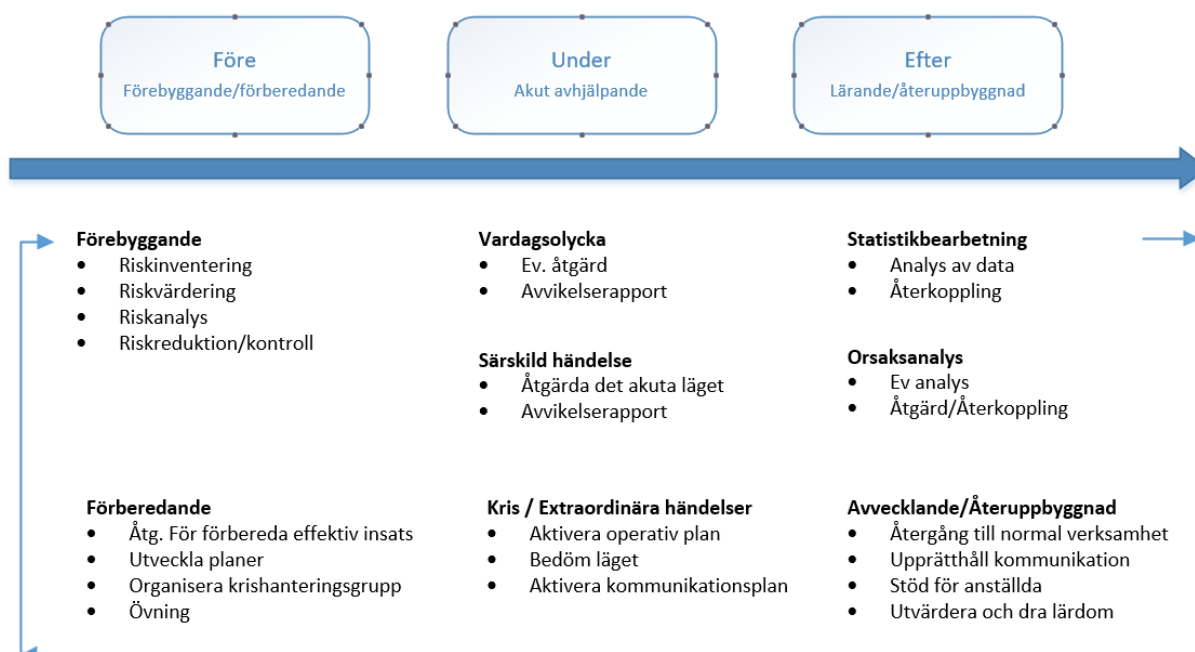 Före
Förebyggande/förberedande
Under
Akut avhjälpande
Efter
Lärande/återuppbyggnad
Förebyggande
• Riskinventering
• Riskvärdering
• Riskanalys
• Riskreduktion/kontroll
Vardagsolycka
• Ev. åtgärd
• Avvikelserapport
Statistikbearbetning
• Analys av data
• Återkoppling
Särskild händelse
• Åtgärda det akuta läget
• Avvikelserapport
Orsaksanalys
• Ev analys
• Åtgärd/Återkoppling
Förberedande
• Åtg. För förbereda effektiv insats
• Utveckla planer
• Organisera krishanteringsgrupp
• Övning
Kris / Extraordinära händelser
• Aktivera operativ plan
• Bedöm läget
• Aktivera kommunikationsplan
Avvecklande/Återuppbyggnad
• Återgång till normal verksamhet
• Upprätthåll kommunikation
• Stöd för anställda
• Utvärdera och dra lärdom